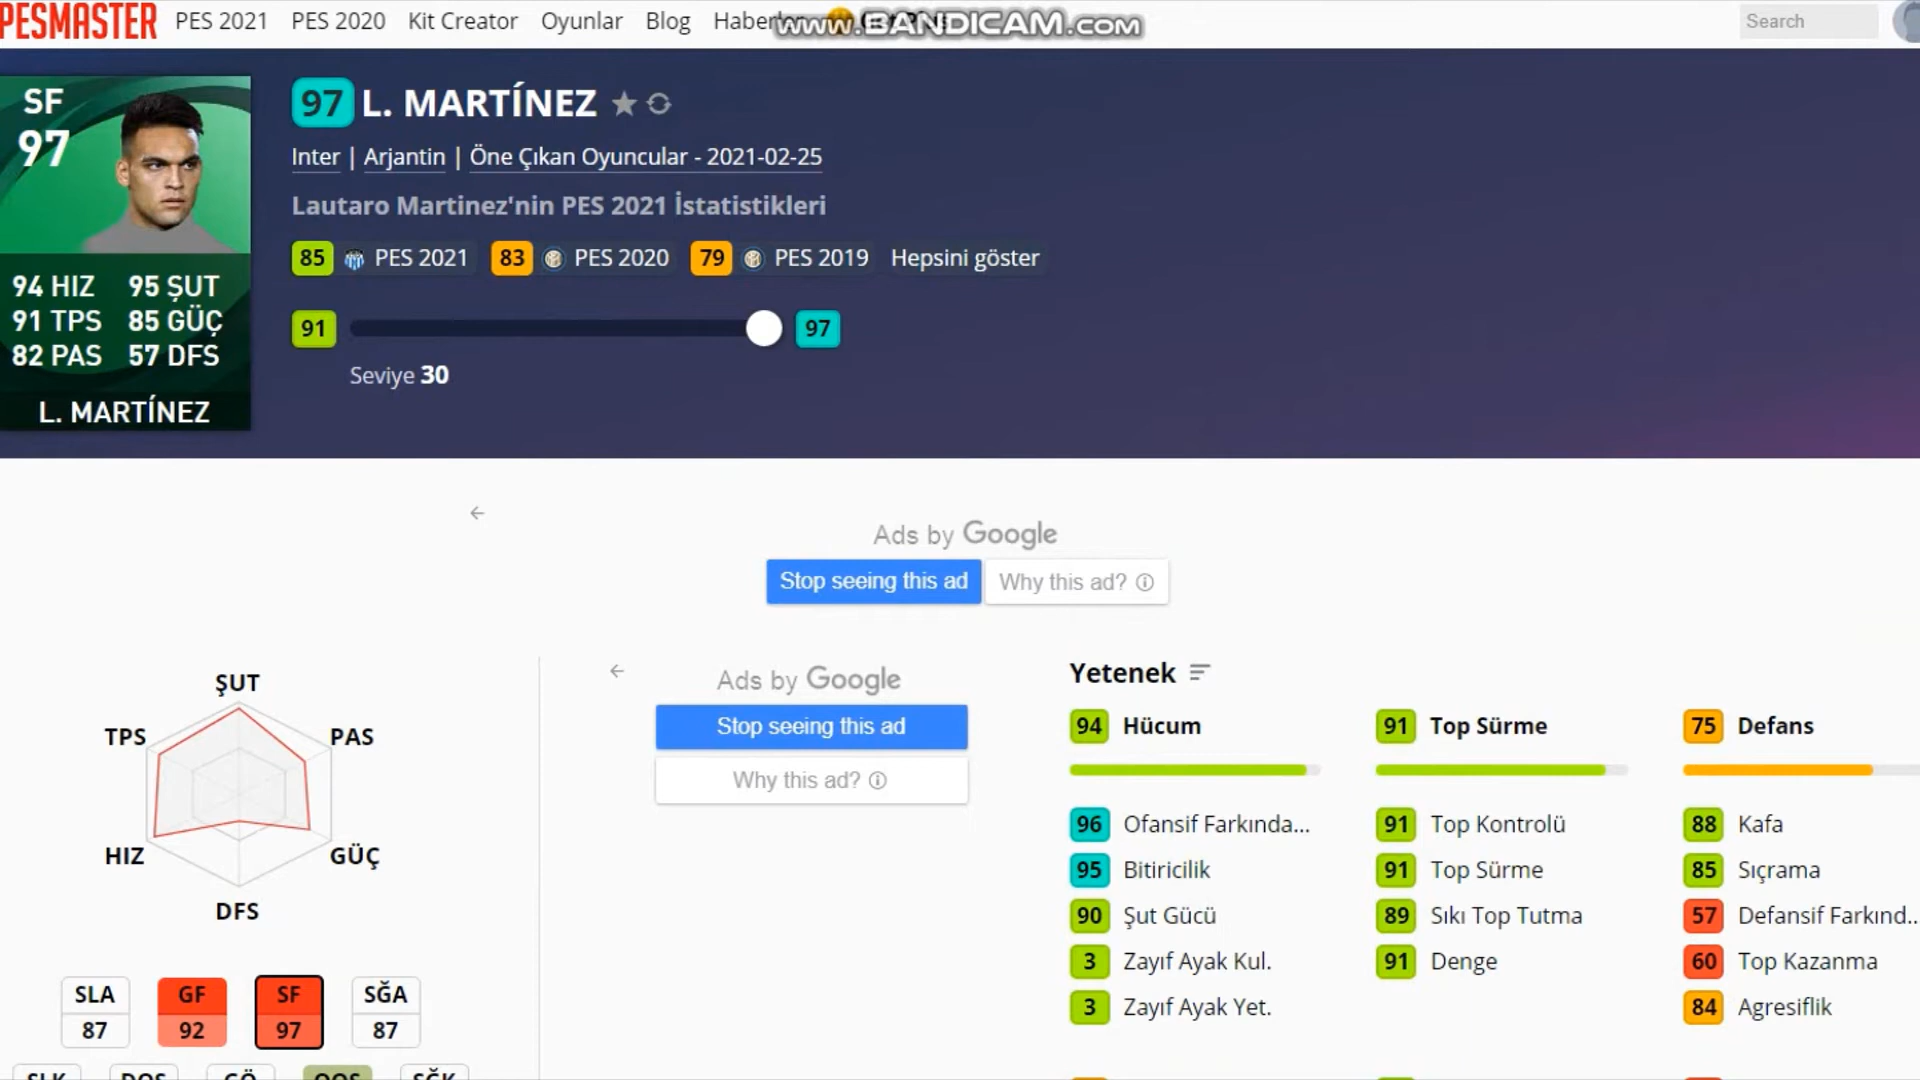 PESMASTER PES 2021 PES 2020 Kit Creator Oyunlar Blog Haberler
www.BANDICAM.com
Search
SF
97
94 HIZ 95 ŞUT
91 TPS 85 GÜÇ
82 PAS 57 DFS
L. MARTÍNEZ
97 L. MARTÍNEZ
Inter | Arjantin | Öne Çıkan Oyuncular - 2021-02-25
Lautaro Martinez'nin PES 2021 İstatistikleri
85 PES 2021 83 PES 2020 79 PES 2019 Hepsini göster
91 97
Seviye 30
Ads by Google
Stop seeing this ad Why this ad?
ŞUT
TPS PAS
HIZ GÜÇ
DFS
SLA GF SF SĞA
87 92 97 87
SLK DOS GÖ OOS SĞK
Ads by Google
Stop seeing this ad
Why this ad?
Yetenek
94 Hücum
96 Ofansif Farkında...
95 Bitiricilik
90 Şut Gücü
3 Zayıf Ayak Kul.
3 Zayıf Ayak Yet.
91 Top Sürme
91 Top Kontrolü
91 Top Sürme
89 Sıkı Top Tutma
91 Denge
75 Defans
88 Kafa
85 Sıçrama
57 Defansif Farkınd...
60 Top Kazanma
84 Agresiflik